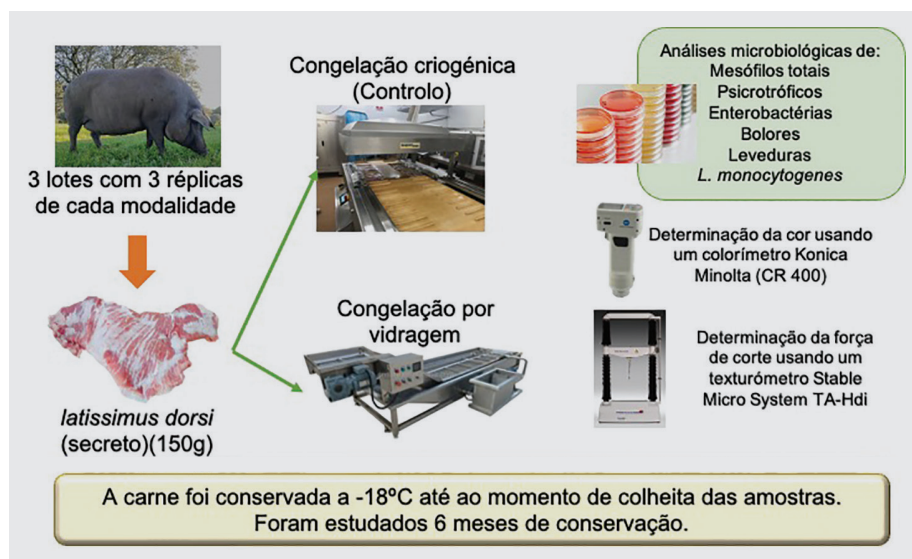 3 lotes com 3 réplicas
de cada modalidade
latissimus dorsi
(secreto)(150g)
Congelação criogénica
(Controlo)
Congelação por
vidragem
Análises microbiológicas de:
Mesófilos totais
Psicrotróficos
Enterobactérias
Bolores
Leveduras
L. monocytogenes
Determinação da cor usando
um colorímetro Konica
Minolta (CR 400)
Determinação da força
de corte usando um
texturómetro Stable
Micro System TA-Hdi
A carne foi conservada a -18ºC até ao momento de colheita das amostras.
Foram estudados 6 meses de conservação.